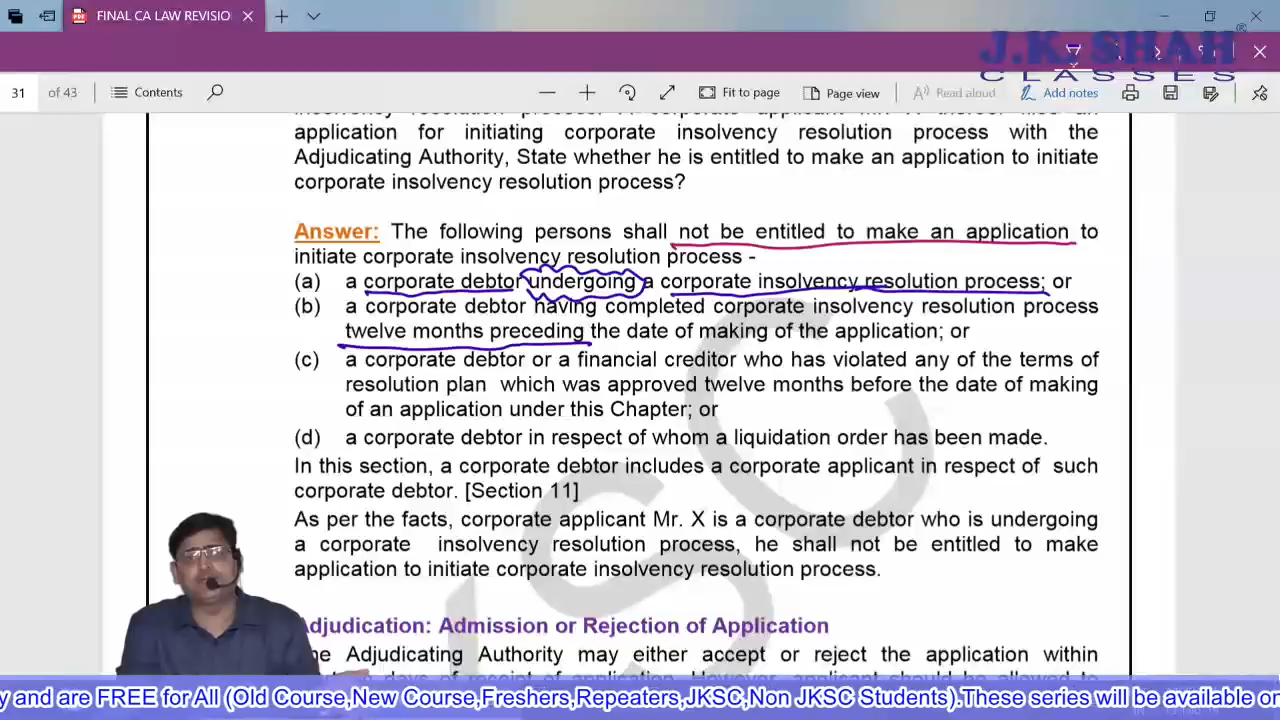 FINAL CA LAW REVISIO
J.K. SHAH
®
CLASSES
31 of 43 Contents Fit to page Page view Read aloud Add notes
application for initiating corporate insolvency resolution process with the
Adjudicating Authority, State whether he is entitled to make an application to initiate
corporate insolvency resolution process?
Answer: The following persons shall not be entitled to make an application to
initiate corporate insolvency resolution process -
(a) a corporate debtor undergoing a corporate insolvency resolution process; or
(b) a corporate debtor having completed corporate insolvency resolution process
twelve months preceding the date of making of the application; or
(c) a corporate debtor or a financial creditor who has violated any of the terms of
resolution plan which was approved twelve months before the date of making
of an application under this Chapter; or
(d) a corporate debtor in respect of whom a liquidation order has been made.
In this section, a corporate debtor includes a corporate applicant in respect of such
corporate debtor. [Section 11]
As per the facts, corporate applicant Mr. X is a corporate debtor who is undergoing
a corporate insolvency resolution process, he shall not be entitled to make
application to initiate corporate insolvency resolution process.
Adjudication: Admission or Rejection of Application
Adjudicating Authority may either accept or reject the application within
y and are FREE for All (Old Course,New Course,Freshers,Repeaters,JKSC,Non JKSC Students).These series will be available on